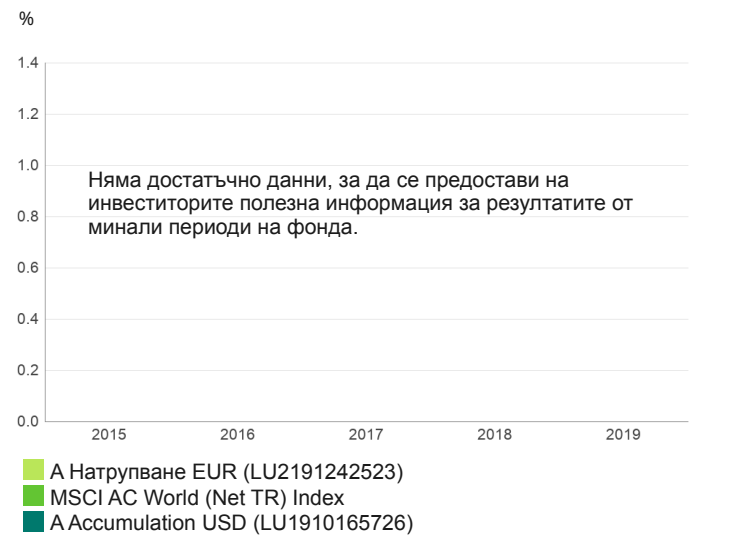 %
1.4
1.2
1.0
Няма достатъчно данни, за да се предостави на
инвеститорите полезна информация за резултатите от
минали периоди на фонда.
0.8
0.6
0.4
0.2
0.0
2015 2016 2017 2018 2019
А Натрупване EUR (LU2191242523)
MSCI AC World (Net TR) Index
A Accumulation USD (LU1910165726)